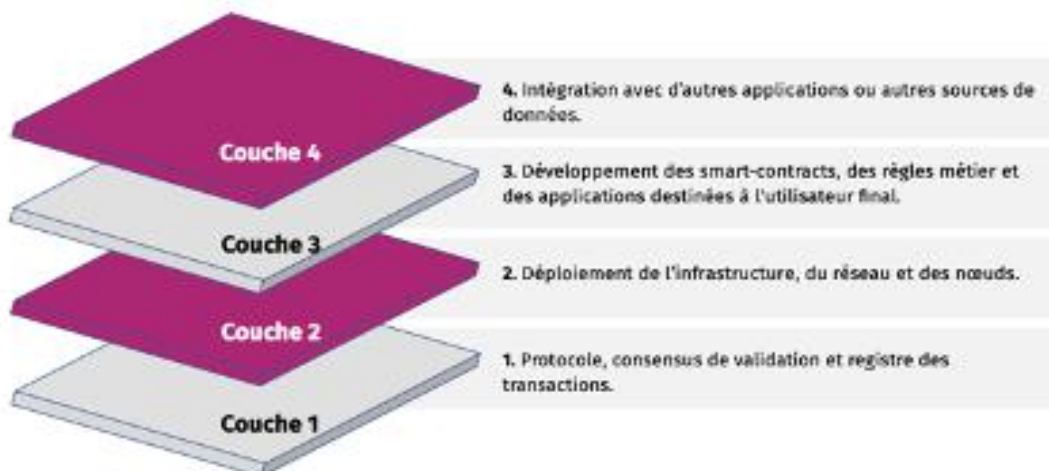 4. Intégration avec d'autres applications ou autres sources de
données.
Couche 4
3. Développement des smart-contracts, des règles métier et
des applications destinées à l'utilisateur final.
Couche 3
2. Déploiement de l'infrastructure, du réseau et des nœuds.
Couche 2
1. Protocole, consensus de validation et registre des
transactions.
Couche 1